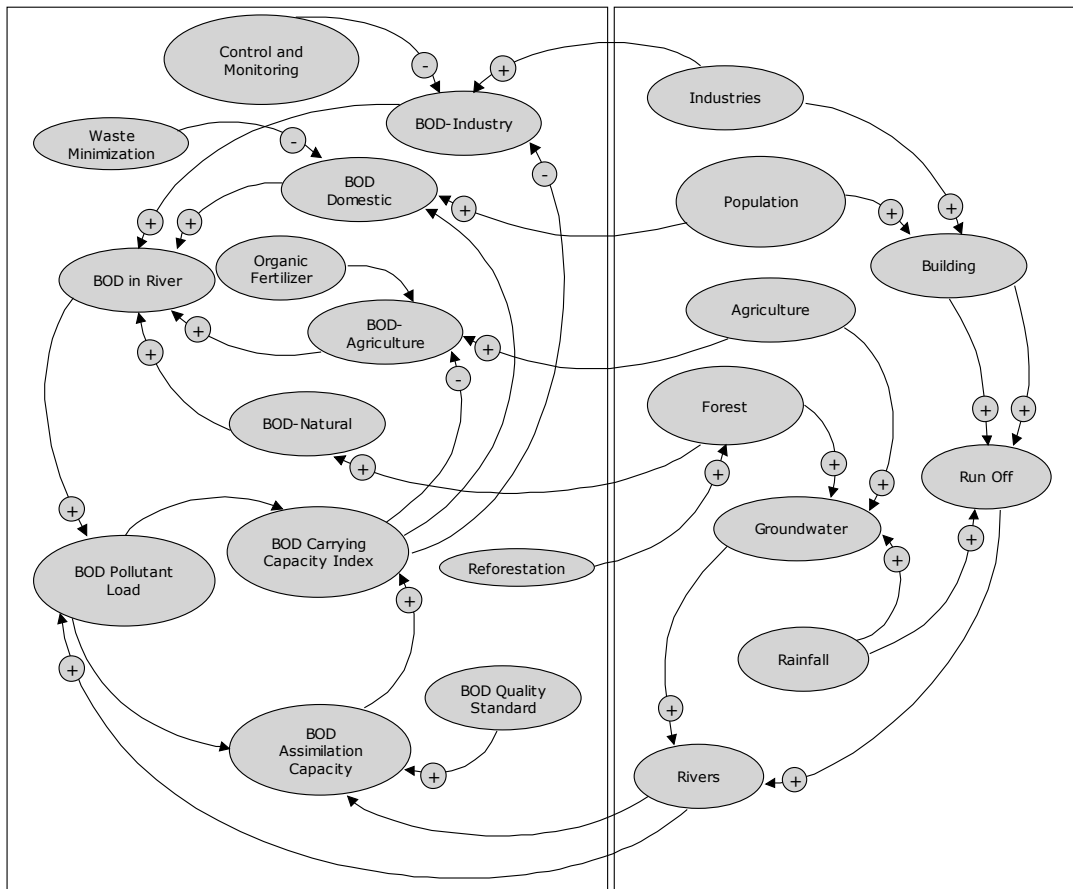 Control and
Monitoring
-
+
Industries
BOD-Industry
Waste
Minimization
-
-
BOD
Domestic
Population
+
+
+
+
+
BOD in River
Organic
Fertilizer
Building
BOD-
Agriculture
Agriculture
+
+
+
-
BOD-Natural
Forest
+
+
+
+
+
+
Run Off
+
+
BOD Pollutant
Load
BOD Carrying
Capacity Index
Groundwater
+
Reforestation
+
+
+
Rainfall
BOD Quality
Standard
+
BOD
Assimilation
Capacity
+
Rivers
+